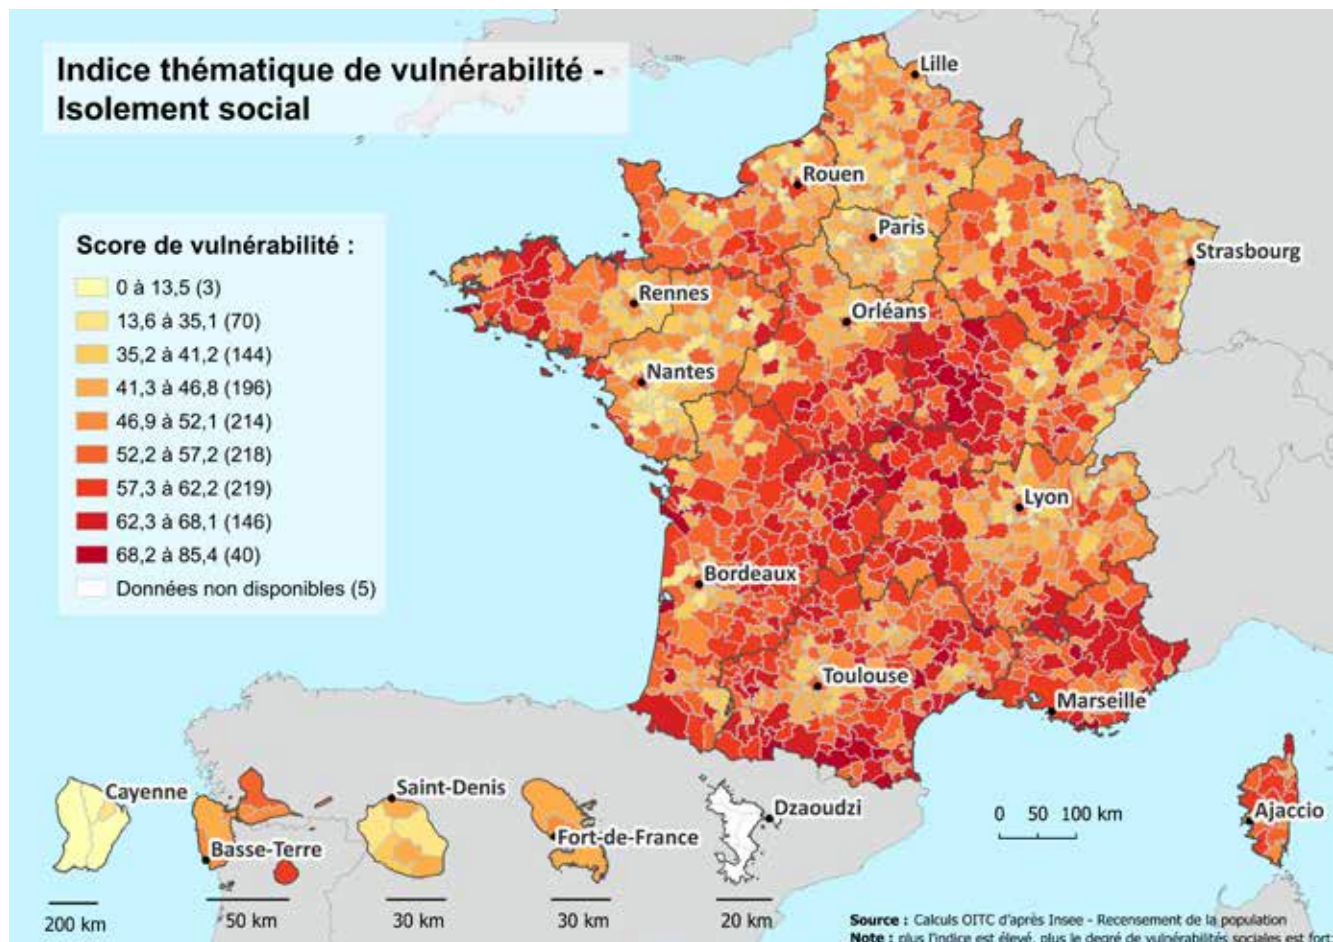 Indice thématique de vulnérabilité -
Isolement social
Lille
Rouen
Paris
Strasbourg
Score de vulnérabilité :
0 à 13,5 (3)
13,6 à 35,1 (70)
35,2 à 41,2 (144)
41,3 à 46,8 (196)
46,9 à 52,1 (214)
52,2 à 57,2 (218)
57,3 à 62,2 (219)
62,3 à 68,1 (146)
68,2 à 85,4 (40)
Données non disponibles (5)
Rennes
Orléans
Nantes
Lyon
Bordeaux
Toulouse
Marseille
Cayenne
Saint-Denis
Dzaoudzi
Basse-Terre
Fort-de-France
Ajaccio
0 50 100 km
200 km
50 km
30 km
30 km
20 km
Source : Calculs OITC d'après Insee - Recensement de la population
Note : plus l'indice est élevé, plus le degré de vulnérabilités sociales est fort